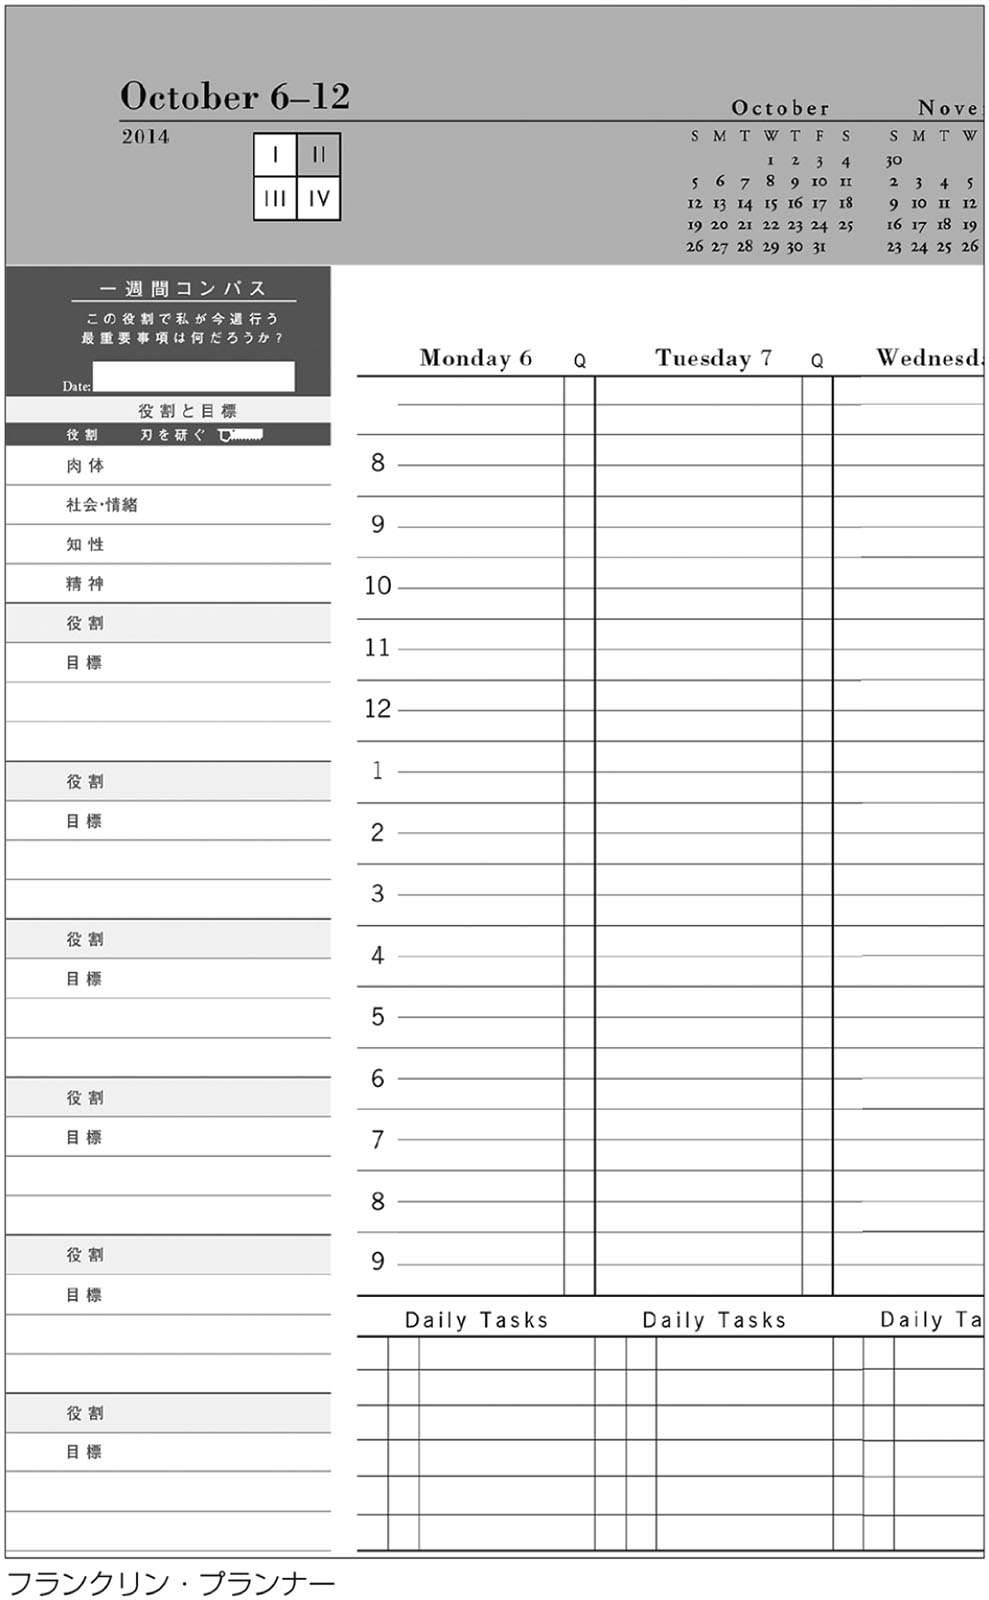 October 6–12
2014
I II
III IV
October
S M T W T F S
1 2 3 4
5 6 7 8 9 10 11
12 13 14 15 16 17 18
19 20 21 22 23 24 25
26 27 28 29 30 31
Nove
S M T W
30
2 3 4 5
9 10 11 12
16 17 18 19
23 24 25 26
一週間コンパス
この役割で私が今週行う
最重要事項は何だろうか?
Date:
役割と目標
役割 刃を研ぐ
肉体
社会・情緒
知性
精神
役割
目標
役割
目標
役割
目標
役割
目標
役割
目標
役割
目標
Monday 6 Q Tuesday 7 Q Wednesda
8
9
10
11
12
1
2
3
4
5
6
7
8
9
Daily Tasks Daily Tasks Daily Ta
フランクリン・プランナー